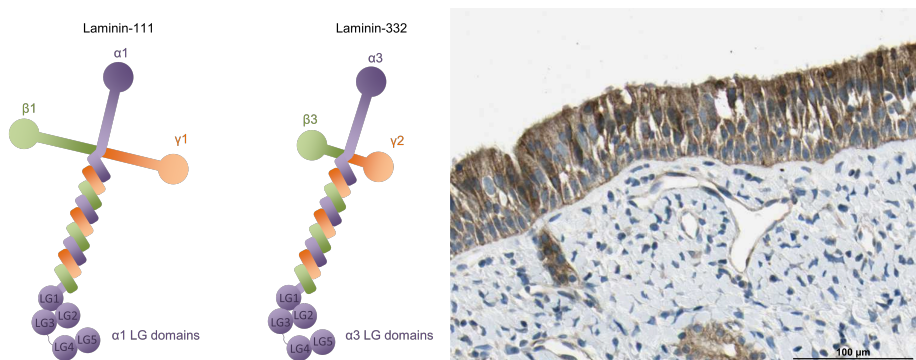 Laminin-111
α1
β1
γ1
LG1
LG2
LG3
LG4
LG5
α1 LG domains
Laminin-332
α3
β3
γ2
LG1
LG2
LG3
LG4
LG5
α3 LG domains
100 µm